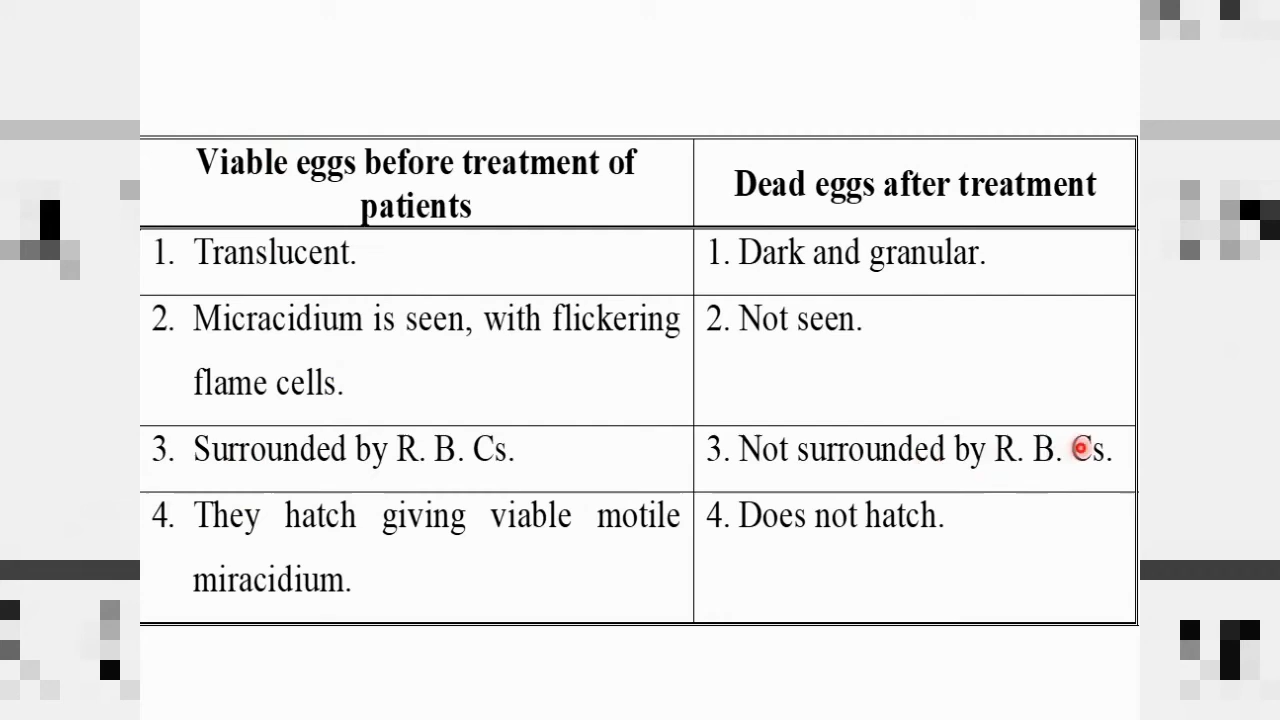 Viable eggs before treatment of
patients
Dead eggs after treatment
1. Translucent.
1. Dark and granular.
2. Micracidium is seen, with flickering
flame cells.
2. Not seen.
3. Surrounded by R. B. Cs.
3. Not surrounded by R. B. Cs.
4. They hatch giving viable motile
miracidium.
4. Does not hatch.